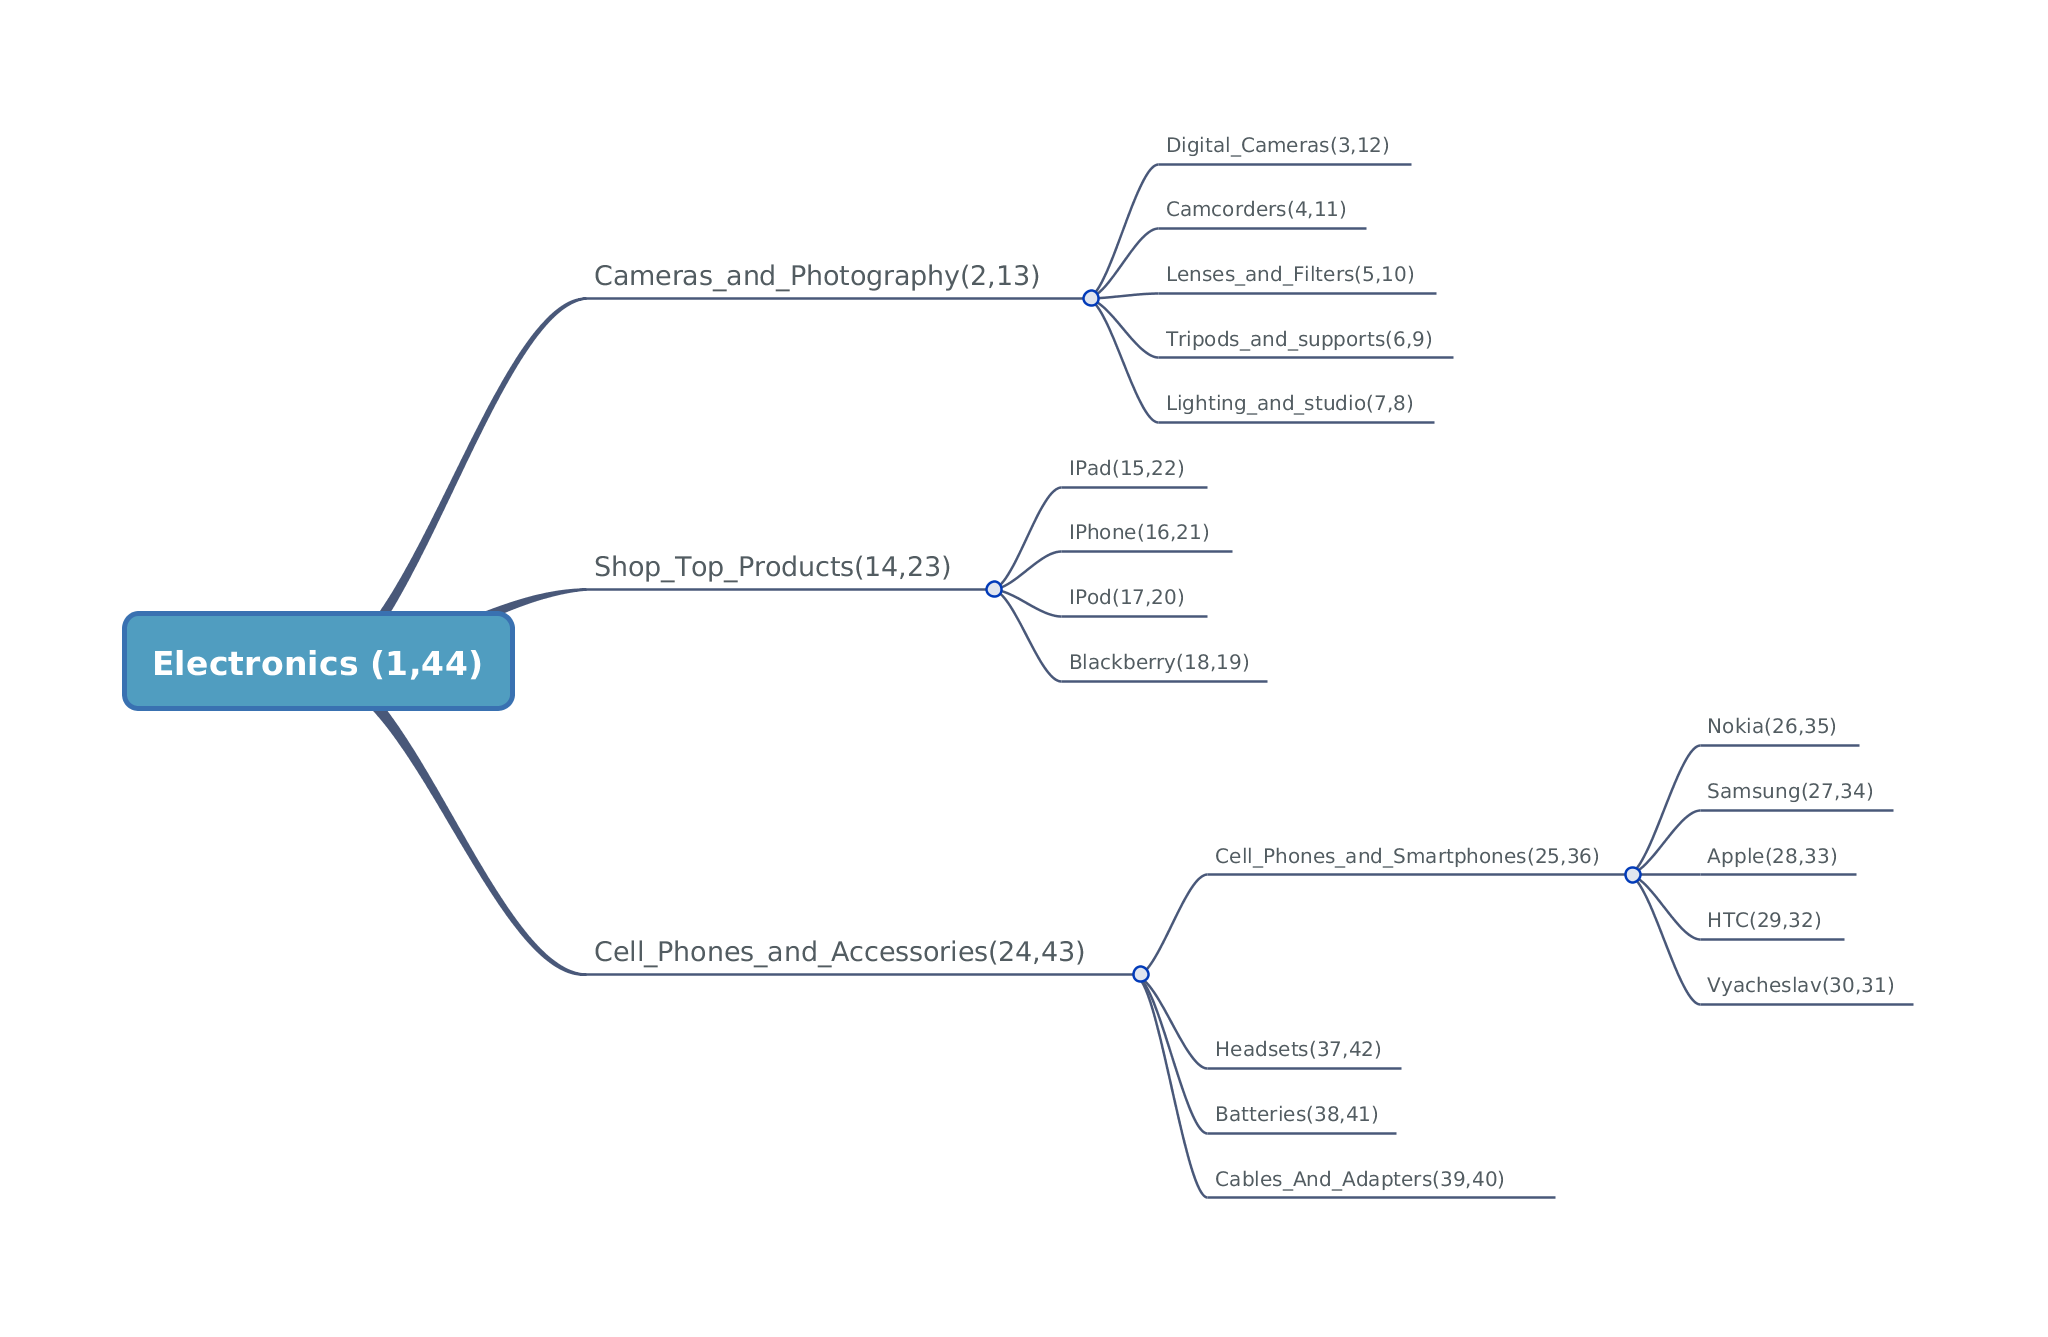 Electronics (1,44)
Cameras_and_Photography(2,13)
Digital_Cameras(3,12)
Camcorders(4,11)
Lenses_and_Filters(5,10)
Tripods_and_supports(6,9)
Lighting_and_studio(7,8)
Shop_Top_Products(14,23)
IPad(15,22)
IPhone(16,21)
IPod(17,20)
Blackberry(18,19)
Cell_Phones_and_Accessories(24,43)
Cell_Phones_and_Smartphones(25,36)
Nokia(26,35)
Samsung(27,34)
Apple(28,33)
HTC(29,32)
Vyacheslav(30,31)
Headsets(37,42)
Batteries(38,41)
Cables_And_Adapters(39,40)